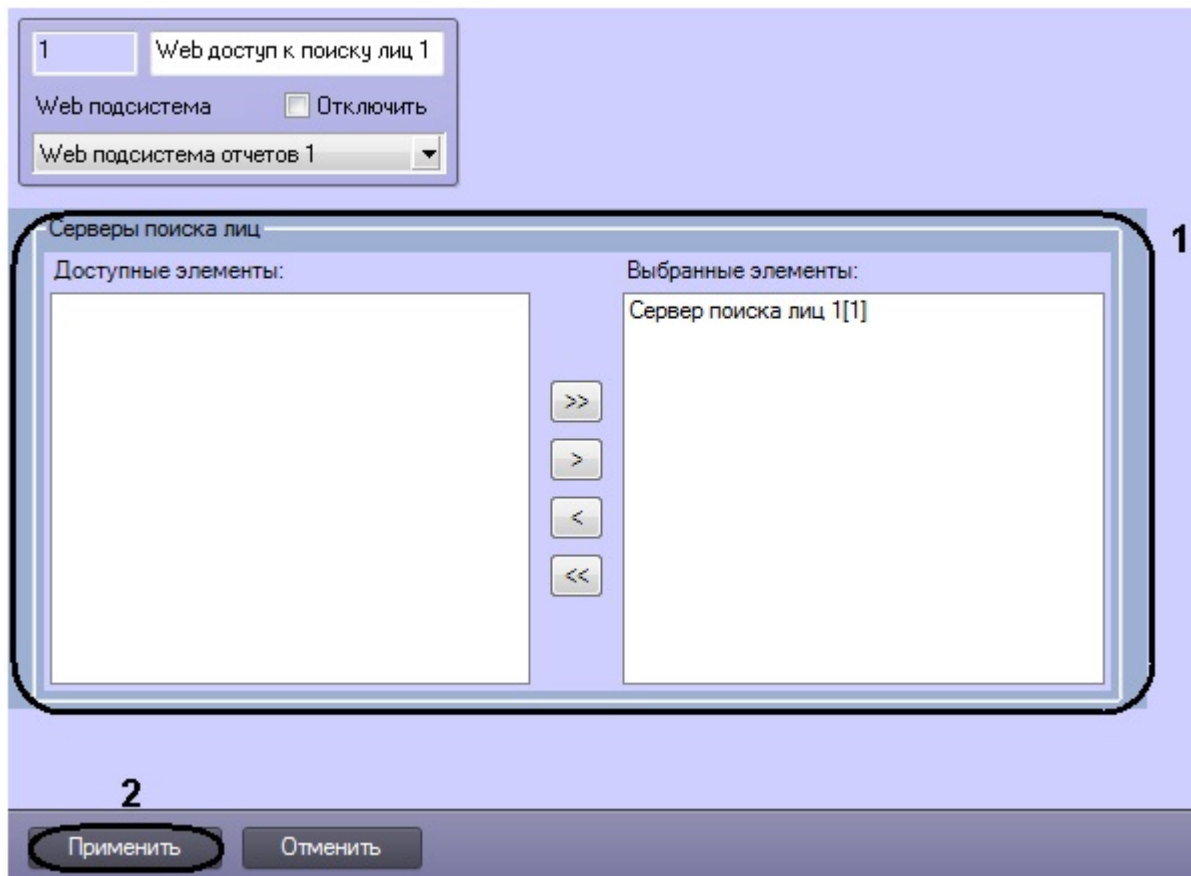 1 Web доступ к поиску лиц 1
Web подсистема Отключить
Web подсистема отчетов 1
Серверы поиска лиц
1
Доступные элементы: Выбранные элементы:
Сервер поиска лиц 1[1]
>>
>
<
<<
2
Применить Отменить